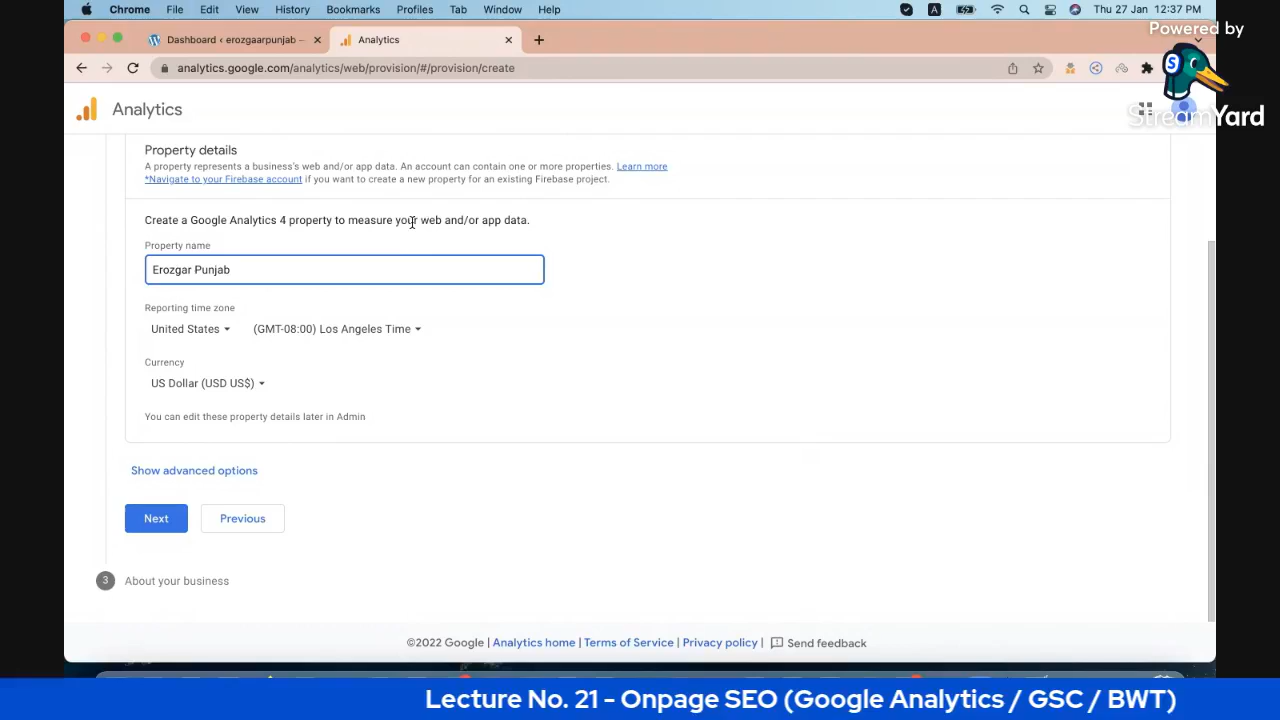 Chrome File Edit View History Bookmarks Profiles Tab Window Help A Thu 27 Jan 12:37 PM
Powered by
Dashboard ‹ erozgaarpunjab – × Analytics × +
analytics.google.com/analytics/web/provision/#/provision/create
S
StreamYard
Analytics
Property details
A property represents a business's web and/or app data. An account can contain one or more properties. Learn more
*Navigate to your Firebase account if you want to create a new property for an existing Firebase project.
Create a Google Analytics 4 property to measure your web and/or app data.
Property name
Erozgar Punjab
Reporting time zone
United States (GMT-08:00) Los Angeles Time
Currency
US Dollar (USD US$)
You can edit these property details later in Admin
Show advanced options
Next Previous
3 About your business
©2022 Google | Analytics home | Terms of Service | Privacy policy | Send feedback
Lecture No. 21 - Onpage SEO (Google Analytics / GSC / BWT)